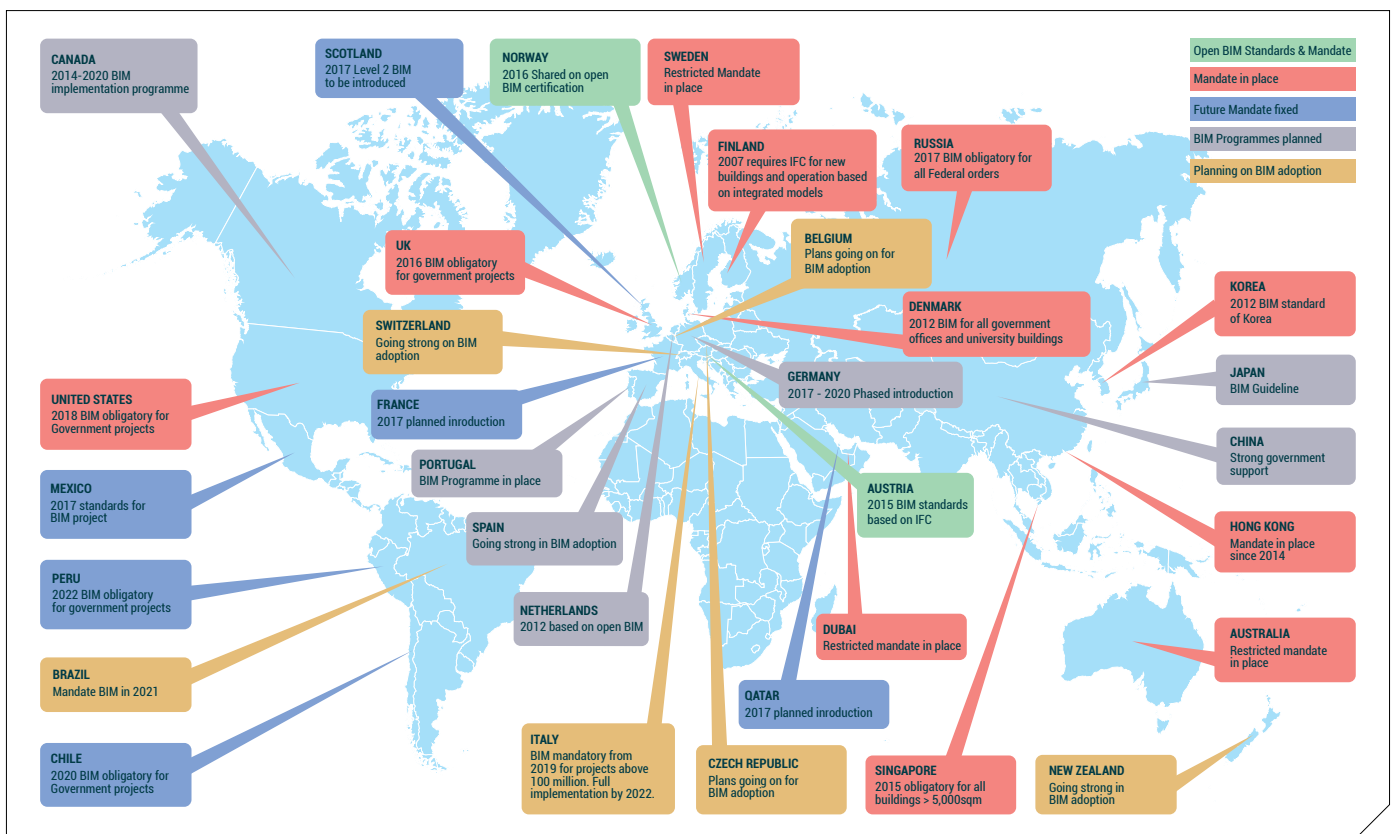 CANADA
2014-2020 BIM
implementation programme
SCOTLAND
2017 Level 2 BIM
to be introduced
NORWAY
2016 Shared on open
BIM certification
SWEDEN
Restricted Mandate
in place
Open BIM Standards & Mandate
Mandate in place
Future Mandate fixed
BIM Programmes planned
Planning on BIM adoption
FINLAND
2007 requires IFC for new
buildings and operation based
on integrated models
RUSSIA
2017 BIM obligatory for
all Federal orders
UK
2016 BIM obligatory
for government projects
BELGIUM
Plans going on for
BIM adoption
SWITZERLAND
Going strong on BIM
adoption
DENMARK
2012 BIM for all government
offices and university buildings
KOREA
2012 BIM standard
of Korea
UNITED STATES
2018 BIM obligatory for
Government projects
FRANCE
2017 planned inroduction
GERMANY
2017 - 2020 Phased introduction
JAPAN
BIM Guideline
MEXICO
2017 standards for
BIM project
PORTUGAL
BIM Programme in place
CHINA
Strong government
support
SPAIN
Going strong in BIM adoption
AUSTRIA
2015 BIM standards
based on IFC
HONG KONG
Mandate in place
since 2014
PERU
2022 BIM obligatory
for government projects
NETHERLANDS
2012 based on open BIM
DUBAI
Restricted mandate in place
AUSTRALIA
Restricted mandate
in place
BRAZIL
Mandate BIM in 2021
QATAR
2017 planned inroduction
CHILE
2020 BIM obligatory for
Government projects
ITALY
BIM mandatory from
2019 for projects above
100 million. Full
implementation by 2022.
CZECH REPUBLIC
Plans going on for
BIM adoption
SINGAPORE
2015 obligatory for all
buildings > 5,000sqm
NEW ZEALAND
Going strong in
BIM adoption